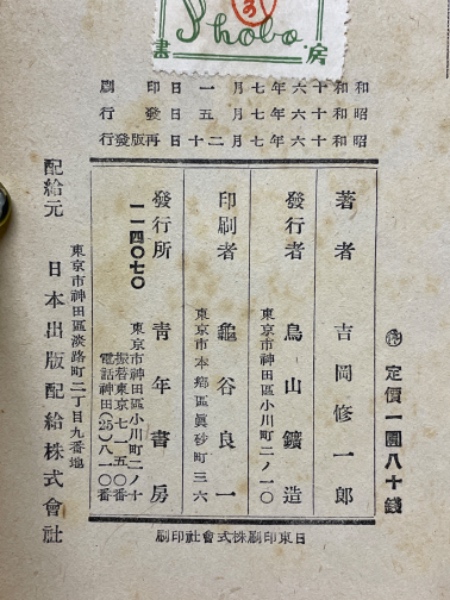 Shobo
書房
昭和十六年七月一日印刷
昭和十六年七月五日發行
昭和十六年七月二十日再版發行
定價一圓八十錢
著者 吉岡修一郎
發行者 鳥山鑛造
東京市神田區小川町二ノ一〇
印刷者 龜谷良一
東京市本鄕區眞砂町三六
發行所 靑年書房
東京市神田區小川町二ノ十
振替東京七一五〇番
電話神田(25)八一〇番
一一四〇七〇
日東印刷株式會社印刷
配給元 日本出版配給株式會社
東京市神田區淡路町二丁目九番地